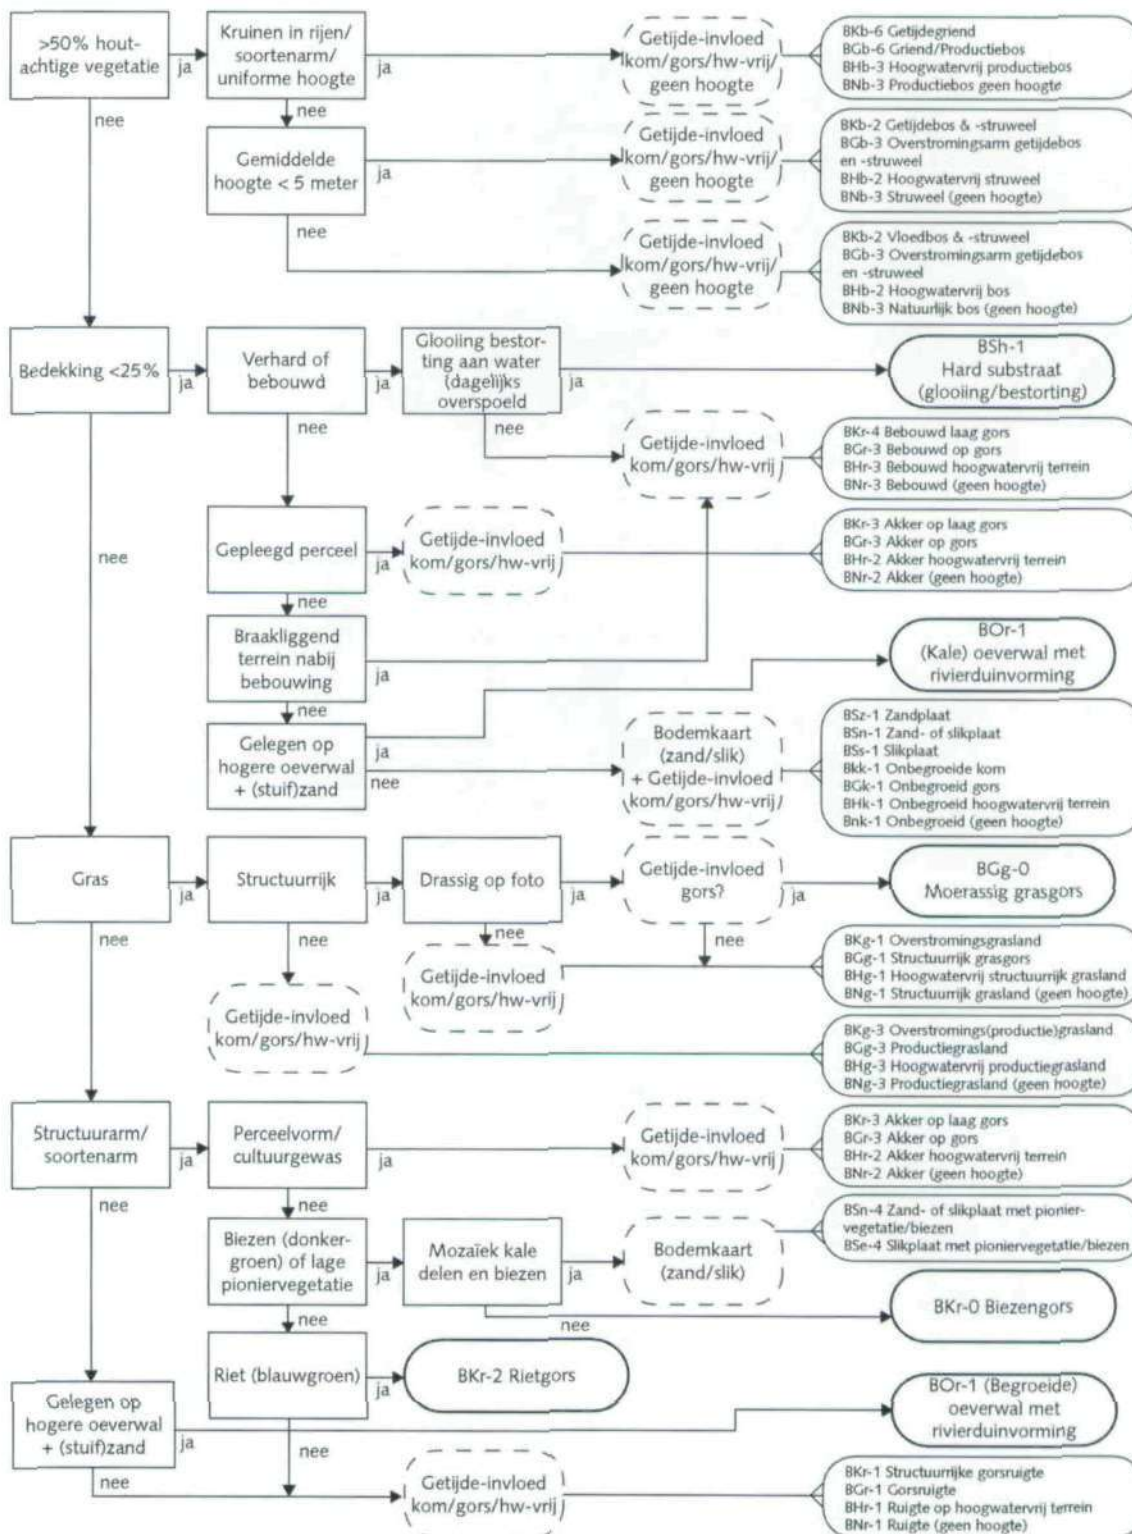 >50% hout-
achtige vegetatie
ja
nee
Kruinen in rijen/
soortenarm/
uniforme hoogte
ja
nee
Getijde-invloed
kom/gors/hw-vrij/
geen hoogte
BKb-6 Getijdegriend
BGb-6 Griend/Productiebos
BHb-3 Hoogwatervrij productiebos
BNb-3 Productiebos geen hoogte
Gemiddelde
hoogte < 5 meter
ja
nee
Getijde-invloed
kom/gors/hw-vrij/
geen hoogte
BKb-2 Getijdebos & -struweel
BGb-3 Overstromingsarm getijdebos
en -struweel
BHb-2 Hoogwatervrij struweel
BNb-3 Struweel (geen hoogte)
Getijde-invloed
kom/gors/hw-vrij/
geen hoogte
BKb-2 Vloedbos & -struweel
BGb-3 Overstromingsarm getijdebos
en -struweel
BHb-2 Hoogwatervrij bos
BNb-3 Natuurlijk bos (geen hoogte)
Bedekking <25%
ja
nee
Verhard of
bebouwd
ja
nee
Glooiing bestor-
ting aan water
(dagelijks
overspoeld
ja
nee
BSh-1
Hard substraat
(glooiing/bestorting)
Getijde-invloed
kom/gors/hw-vrij
BKr-4 Bebouwd laag gors
BGr-3 Bebouwd op gors
BHr-3 Bebouwd hoogwatervrij terrein
BNr-3 Bebouwd (geen hoogte)
Gepleegd perceel
ja
nee
Getijde-invloed
kom/gors/hw-vrij
BKr-3 Akker op laag gors
BGr-3 Akker op gors
BHr-2 Akker hoogwatervrij terrein
BNr-2 Akker (geen hoogte)
Braakliggend
terrein nabij
bebouwing
ja
nee
BOr-1
(Kale) oeverwal met
rivierduinvorming
Gelegen op
hogere oeverwal
+ (stuif)zand
ja
nee
Bodemkaart
(zand/slik)
+ Getijde-invloed
kom/gors/hw-vrij
BSz-1 Zandplaat
BSn-1 Zand- of slikplaat
BSs-1 Slikplaat
Bkk-1 Onbegroeide kom
BGk-1 Onbegroeid gors
BHk-1 Onbegroeid hoogwatervrij terrein
Bnk-1 Onbegroeid (geen hoogte)
Gras
ja
nee
Structuurrijk
ja
nee
Drassig op foto
ja
nee
Getijde-invloed
gors?
ja
nee
BGg-0
Moerassig grasgors
Getijde-invloed
kom/gors/hw-vrij
BKg-1 Overstromingsgrasland
BGg-1 Structuurrijk grasgors
BHg-1 Hoogwatervrij structuurrijk grasland
BNg-1 Structuurrijk grasland (geen hoogte)
Getijde-invloed
kom/gors/hw-vrij
BKg-3 Overstromings(productie)grasland
BGg-3 Productiegrasland
BHg-3 Hoogwatervrij productiegrasland
BNg-3 Productiegrasland (geen hoogte)
Structuurarm/
soortenarm
ja
nee
Perceelvorm/
cultuurgewas
ja
nee
Getijde-invloed
kom/gors/hw-vrij
BKr-3 Akker op laag gors
BGr-3 Akker op gors
BHr-2 Akker hoogwatervrij terrein
BNr-2 Akker (geen hoogte)
Biezen (donker-
groen) of lage
pioniervegetatie
ja
nee
Mozaïek kale
delen en biezen
ja
nee
Bodemkaart
(zand/slik)
BSn-4 Zand- of slikplaat met pionier-
vegetatie/biezen
BSe-4 Slikplaat met pioniervegetatie/biezen
BKr-0 Biezengors
Riet (blauwgroen)
ja
nee
BKr-2 Rietgors
Gelegen op
hogere oeverwal
+ (stuif)zand
ja
nee
BOr-1 (Begroeide)
oeverwal met
rivierduinvorming
Getijde-invloed
kom/gors/hw-vrij
BKr-1 Structuurrijke gorsruigte
BGr-1 Gorsruigte
BHr-1 Ruigte op hoogwatervrij terrein
BNr-1 Ruigte (geen hoogte)